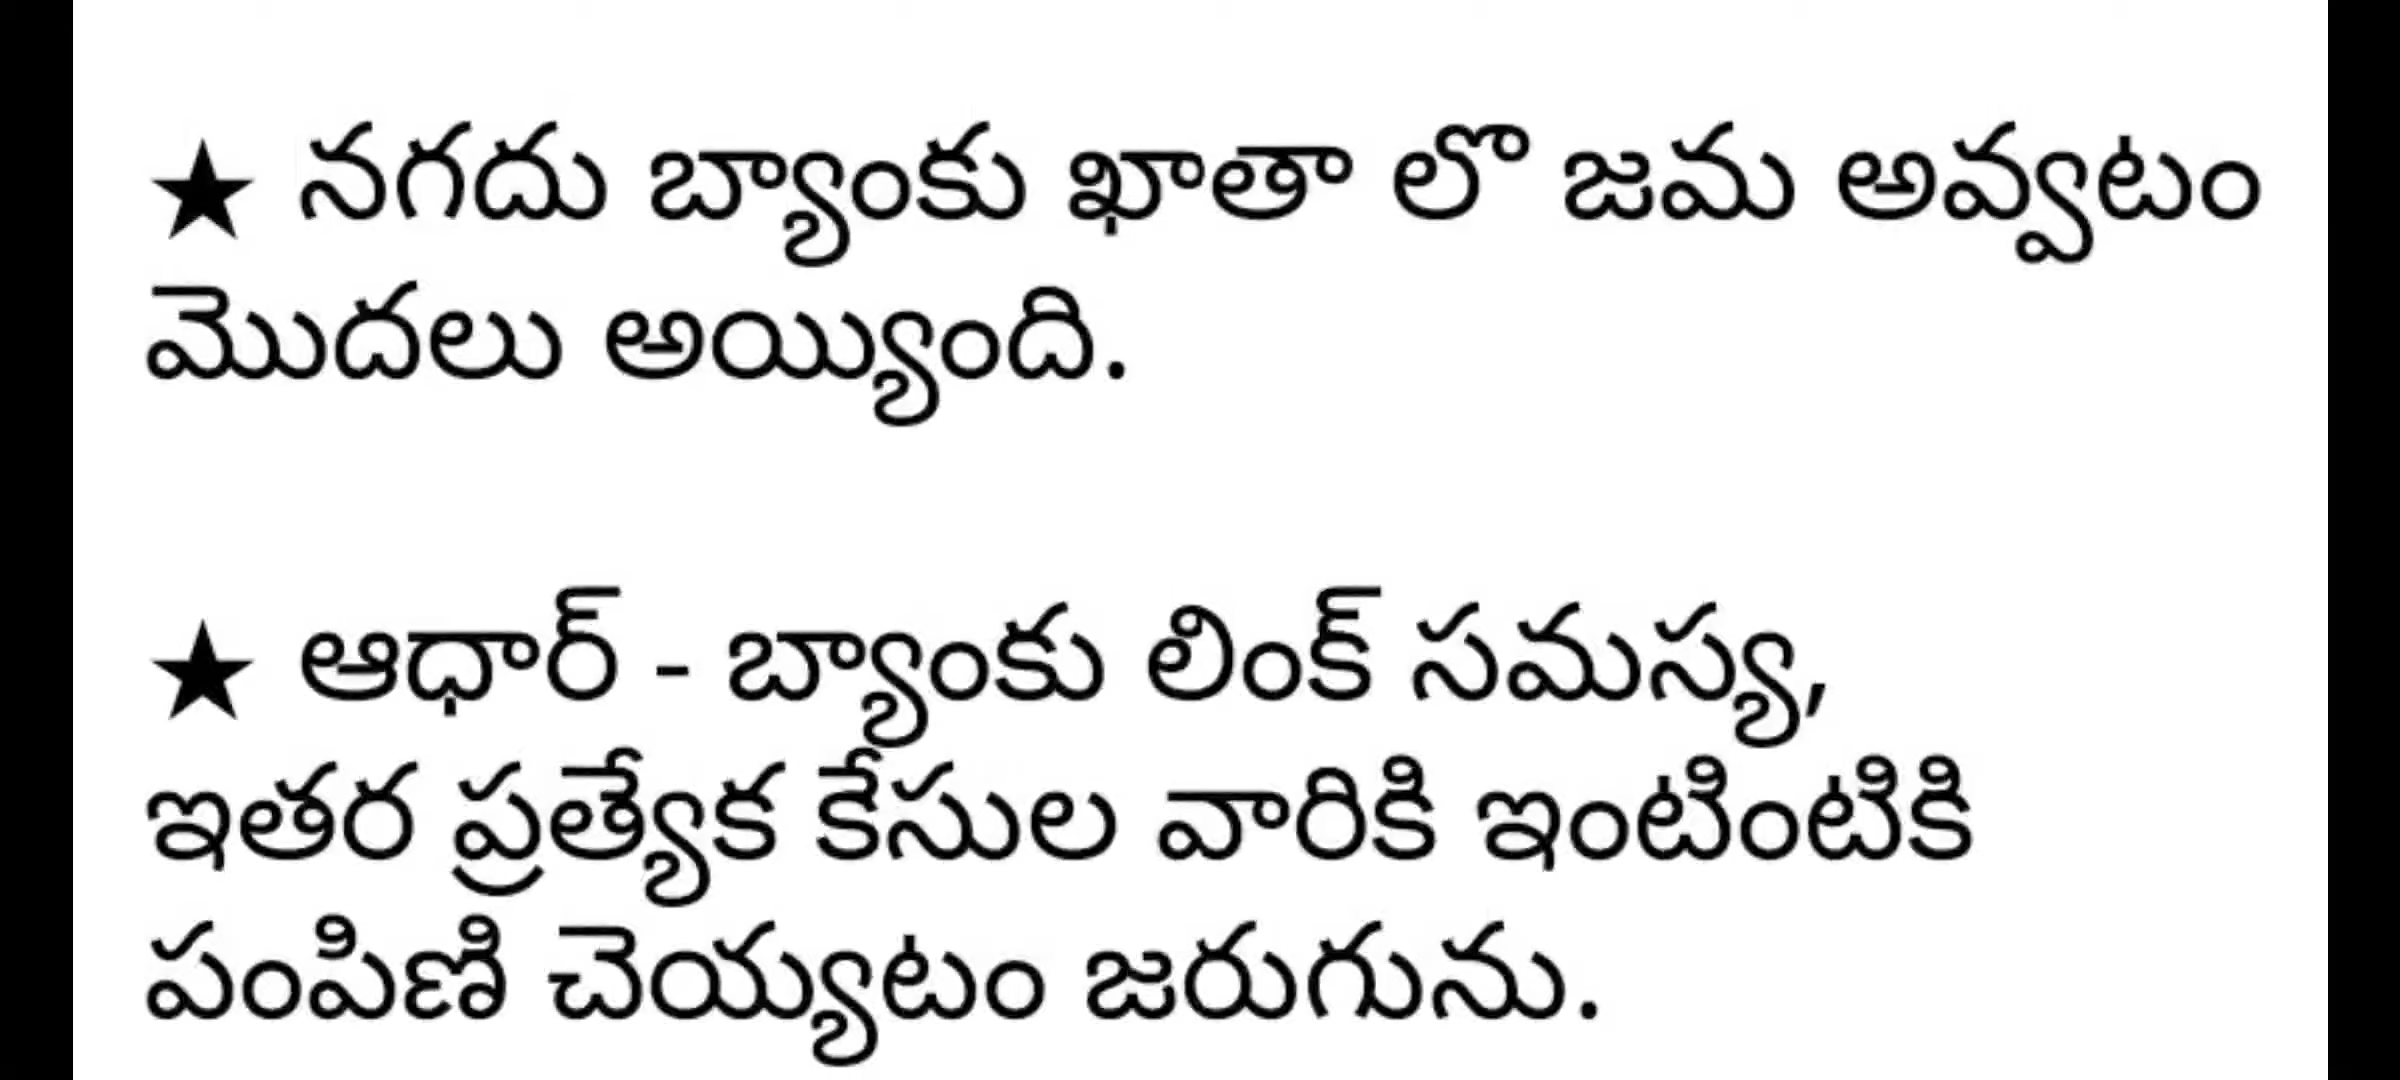 ★ నగదు బ్యాంకు ఖాతా లొ జమ అవ్వటం
మొదలు అయ్యింది.
★ ఆధార్ - బ్యాంకు లింక్ సమస్య,
ఇతర ప్రత్యేక కేసుల వారికి ఇంటింటికి
పంపిణి చెయ్యటం జరుగును.